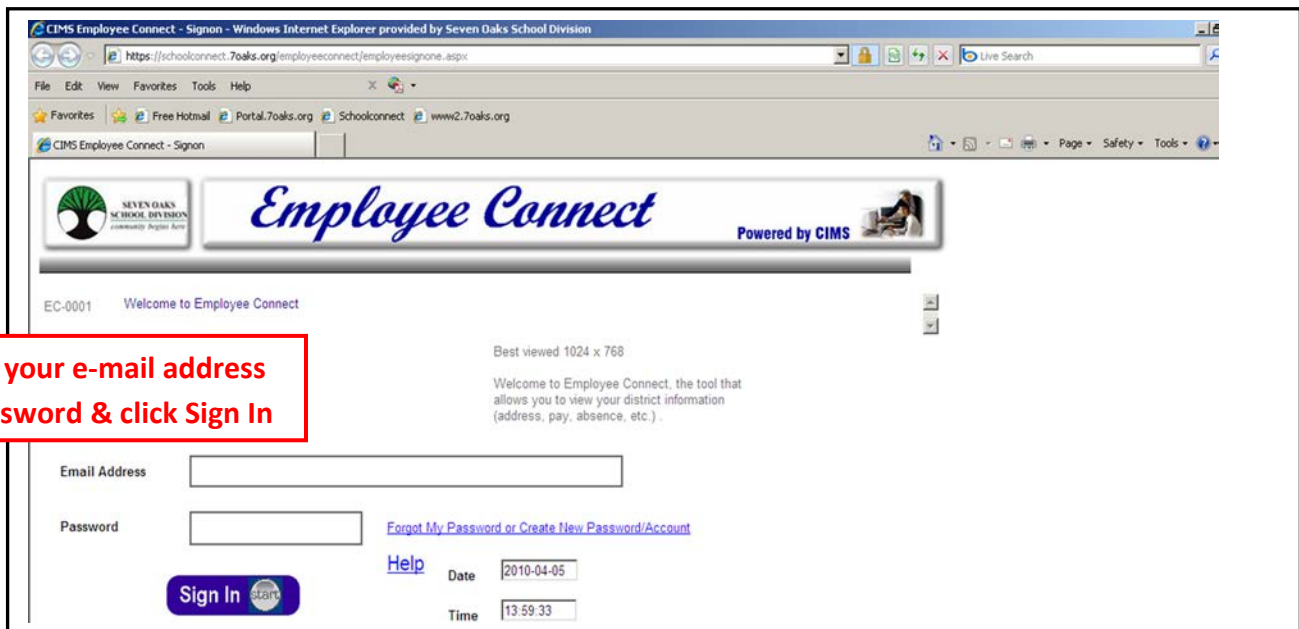 CIMS Employee Connect - Signon - Windows Internet Explorer provided by Seven Oaks School Division
https://schoolconnect.7oaks.org/employeeconnect/employeesignone.aspx
Live Search
File Edit View Favorites Tools Help
Favorites Free Hotmail Portal.7oaks.org Schoolconnect www2.7oaks.org
CIMS Employee Connect - Signon
Page Safety Tools
SEVEN OAKS
SCHOOL DIVISION
community begins here
Employee Connect
Powered by CIMS
EC-0001 Welcome to Employee Connect
your e-mail address
sword & click Sign In
Best viewed 1024 x 768
Welcome to Employee Connect, the tool that
allows you to view your district information
(address, pay, absence, etc.) .
Email Address
Password
Forgot My Password or Create New Password/Account
Help
Date 2010-04-05
Sign In start
Time 13:59:33